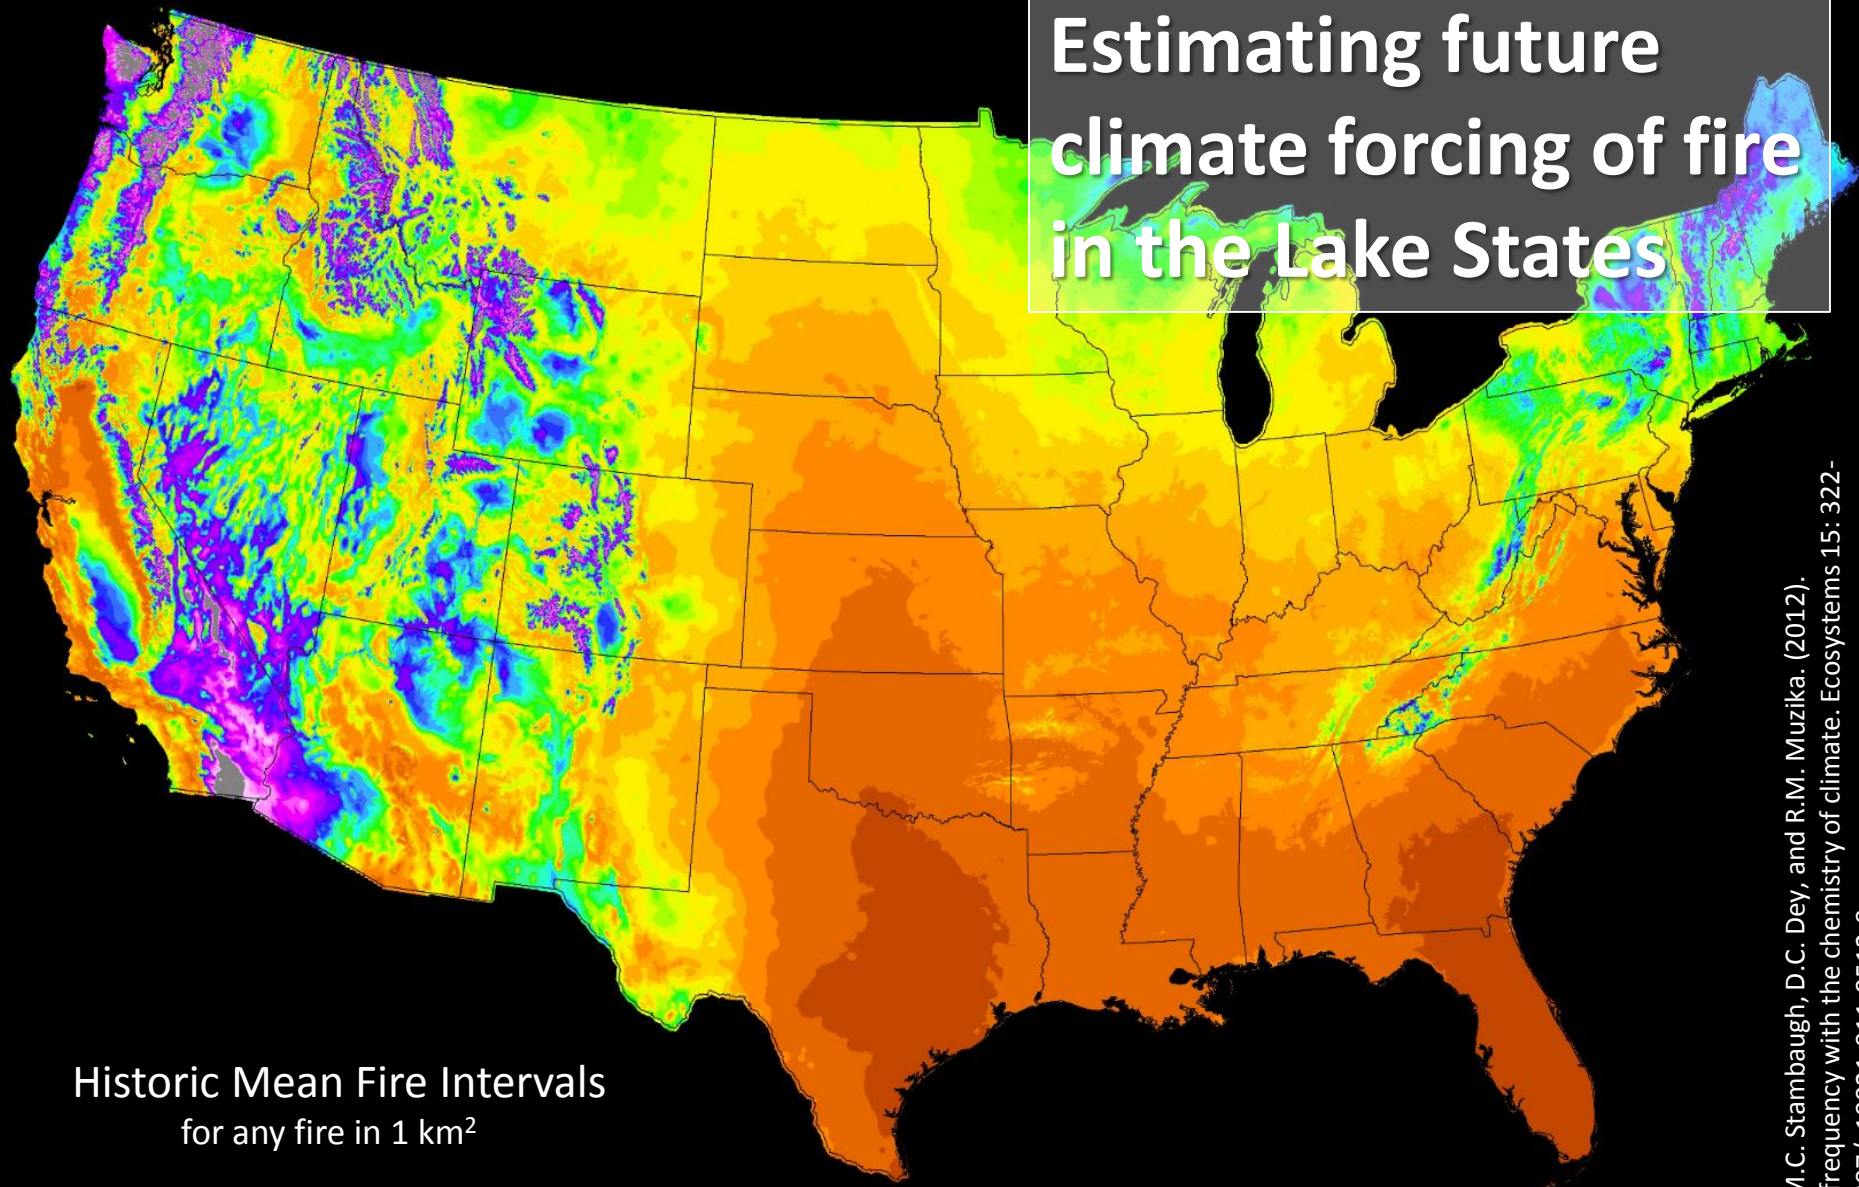 Estimating future
climate forcing of fire
in the Lake States
Historic Mean Fire Intervals
for any fire in 1 km²
M.C. Stambaugh, D.C. Dey, and R.M. Muzika. (2012).
frequency with the chemistry of climate. Ecosystems 15: 322-